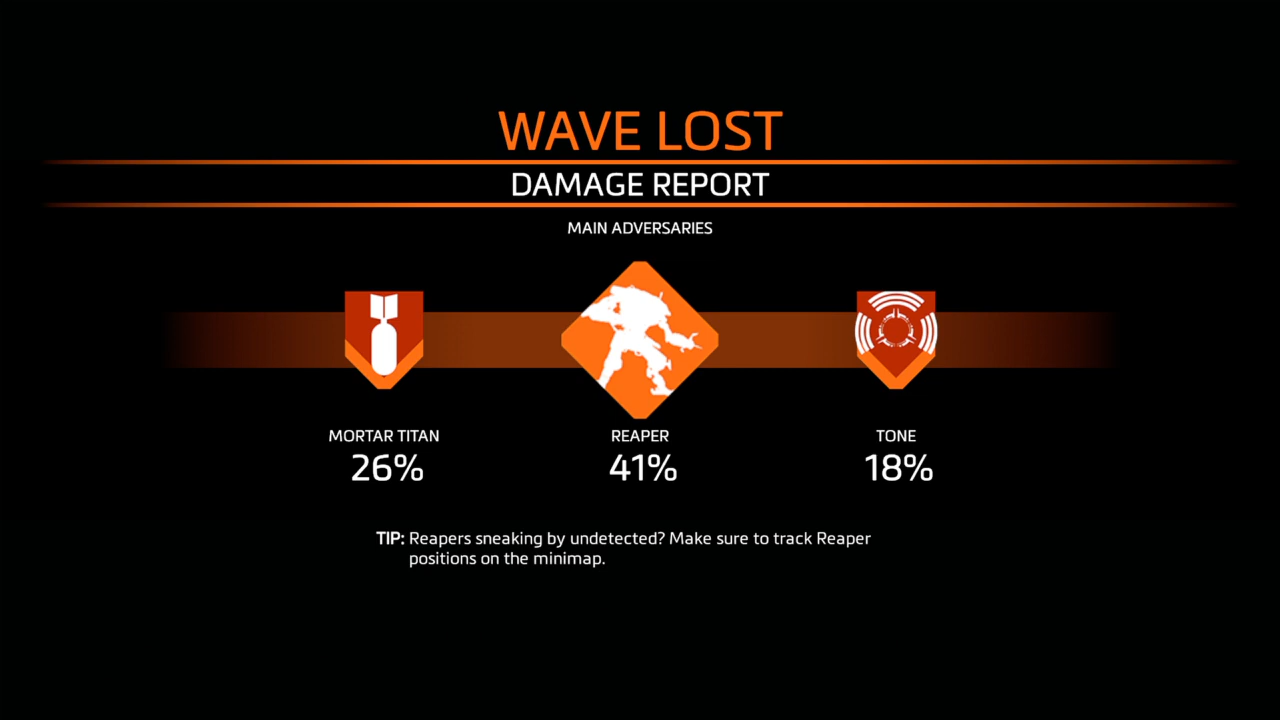 WAVE LOST
DAMAGE REPORT
MAIN ADVERSARIES
MORTAR TITAN
26%
REAPER
41%
TONE
18%
TIP: Reapers sneaking by undetected? Make sure to track Reaper
positions on the minimap.